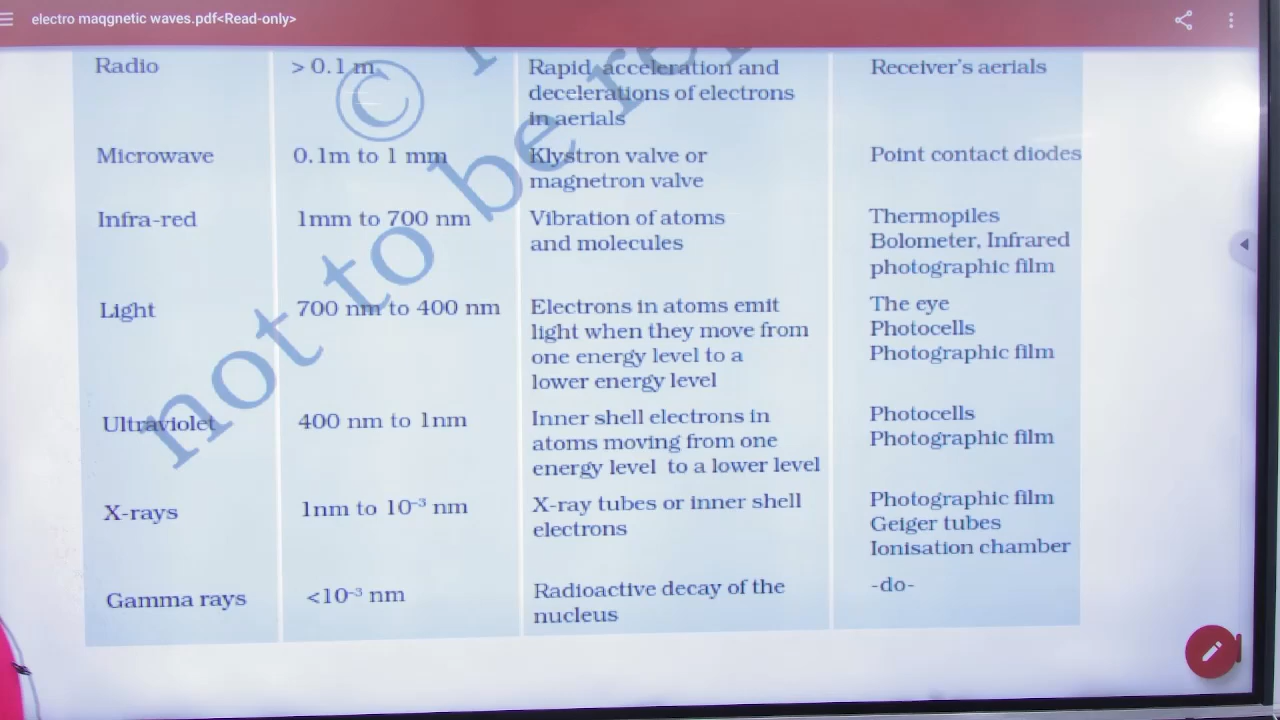 electro maqgnetic waves.pdf<Read-only>
Radio > 0.1 m Rapid acceleration and Receiver's aerials
decelerations of electrons
in aerials
Microwave 0.1m to 1 mm Klystron valve or Point contact diodes
magnetron valve
Infra-red 1mm to 700 nm Vibration of atoms Thermopiles
and molecules Bolometer, Infrared
photographic film
Light 700 nm to 400 nm Electrons in atoms emit The eye
light when they move from Photocells
one energy level to a Photographic film
lower energy level
Ultraviolet 400 nm to 1nm Inner shell electrons in Photocells
atoms moving from one Photographic film
energy level to a lower level
X-rays 1nm to 10⁻³ nm X-ray tubes or inner shell Photographic film
electrons Geiger tubes
Ionisation chamber
Gamma rays <10⁻³ nm Radioactive decay of the -do-
nucleus
©
not to be re